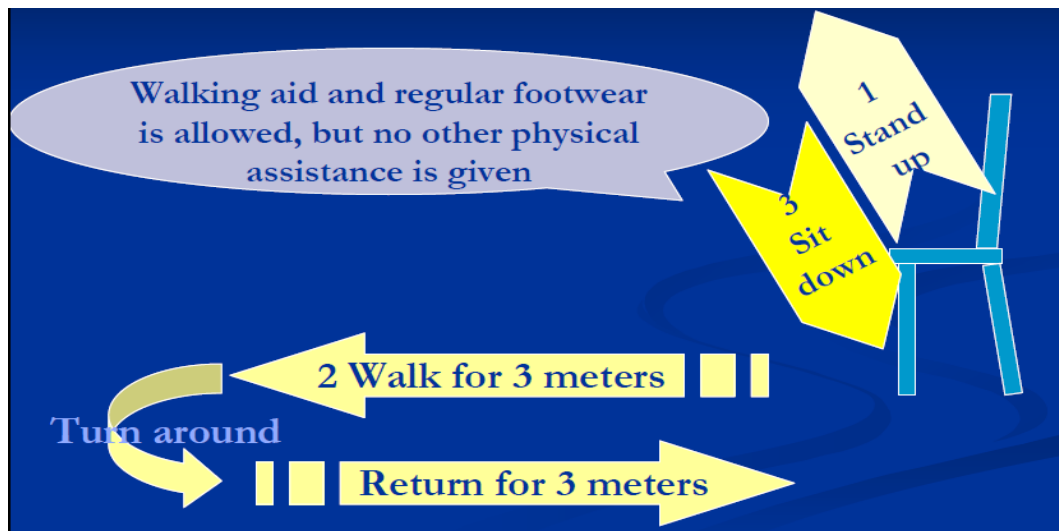 Walking aid and regular footwear
is allowed, but no other physical
assistance is given
1
Stand
up
3
Sit
down
2 Walk for 3 meters
Turn around
Return for 3 meters